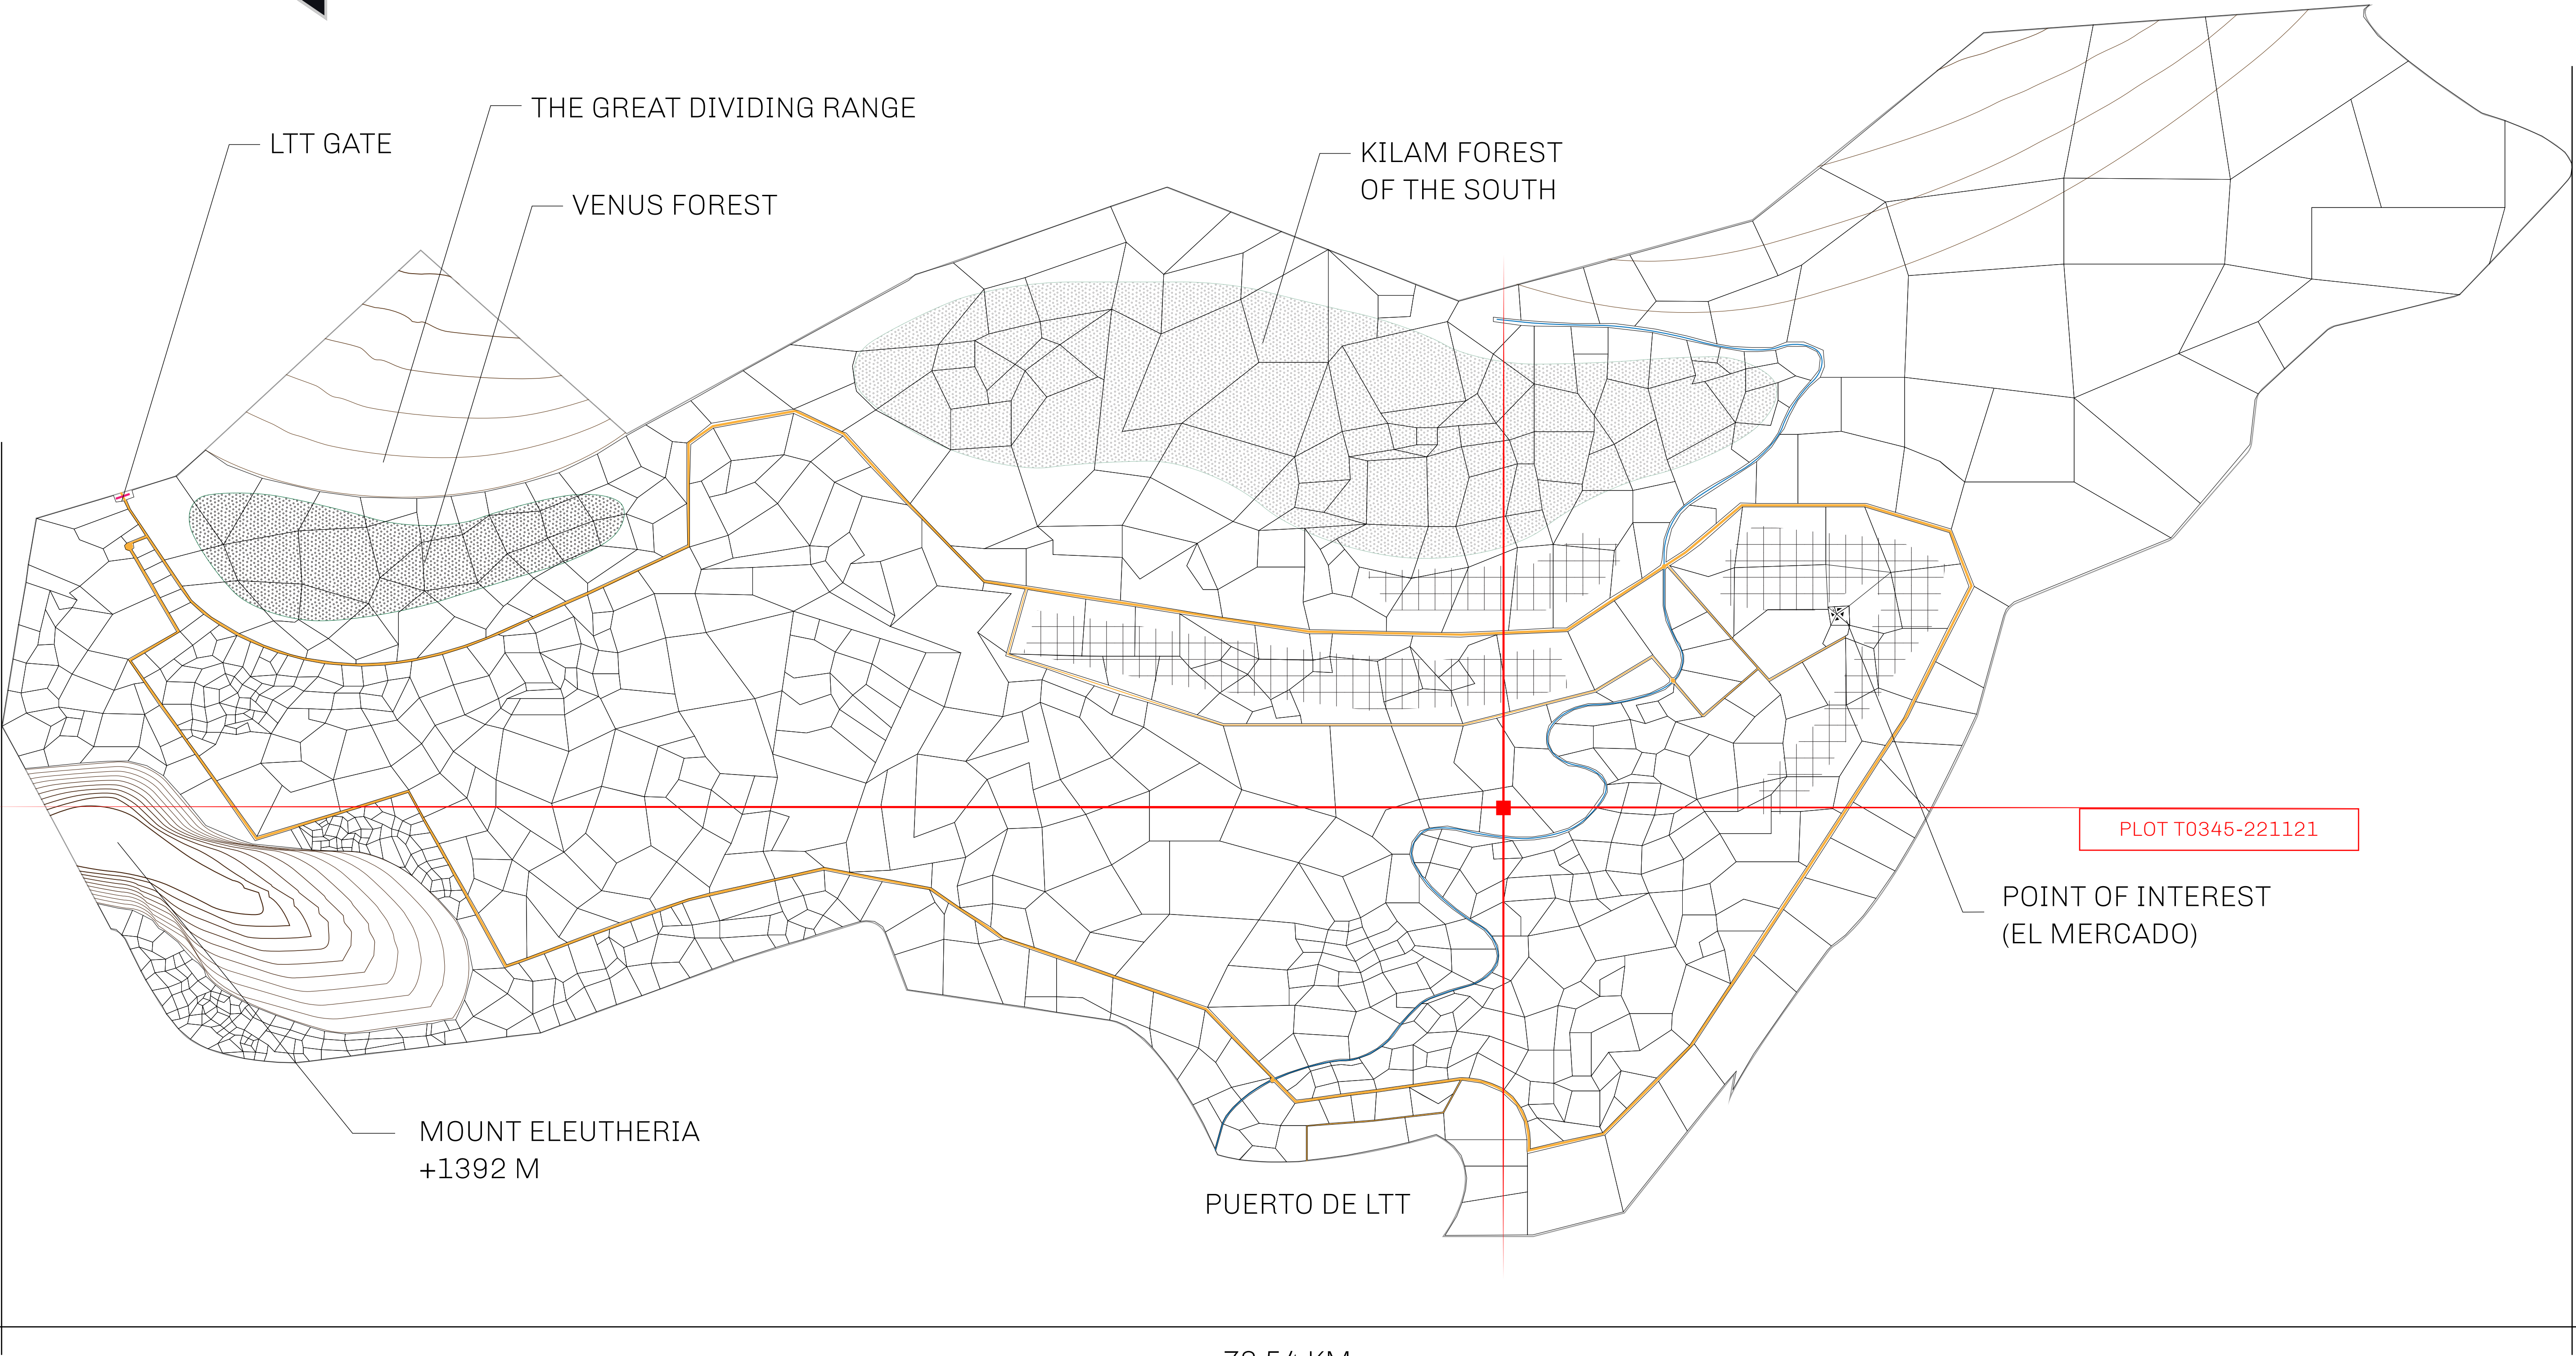 THE GREAT DIVIDING RANGE
LTT GATE
VENUS FOREST
KILAM FOREST
OF THE SOUTH
PLOT T0345-221121
POINT OF INTEREST
(EL MERCADO)
MOUNT ELEUTHERIA
+1392 M
PUERTO DE LTT
KM